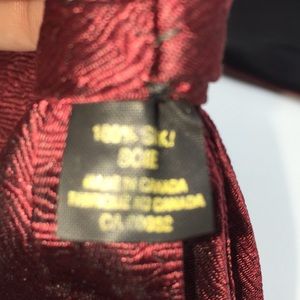 100% SILK/
SOIE
MADE IN CANADA
FABRIQUE AU CANADA